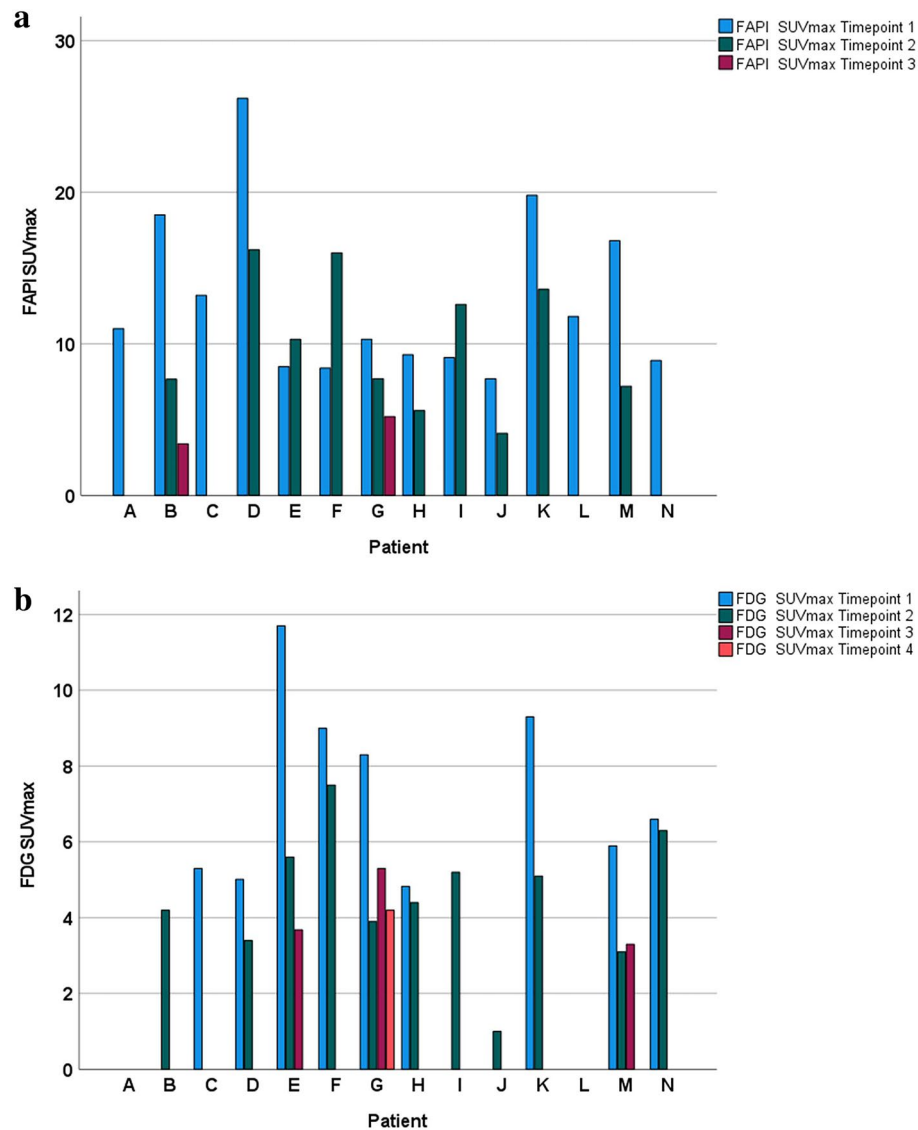 a
FAPI SUVmax Timepoint 1
FAPI SUVmax Timepoint 2
FAPI SUVmax Timepoint 3
30
20
10
0
FAPI SUVmax
A B C D E F G H I J K L M N
Patient
b
FDG SUVmax Timepoint 1
FDG SUVmax Timepoint 2
FDG SUVmax Timepoint 3
FDG SUVmax Timepoint 4
12
10
8
6
4
2
0
FDG SUVmax
A B C D E F G H I J K L M N
Patient